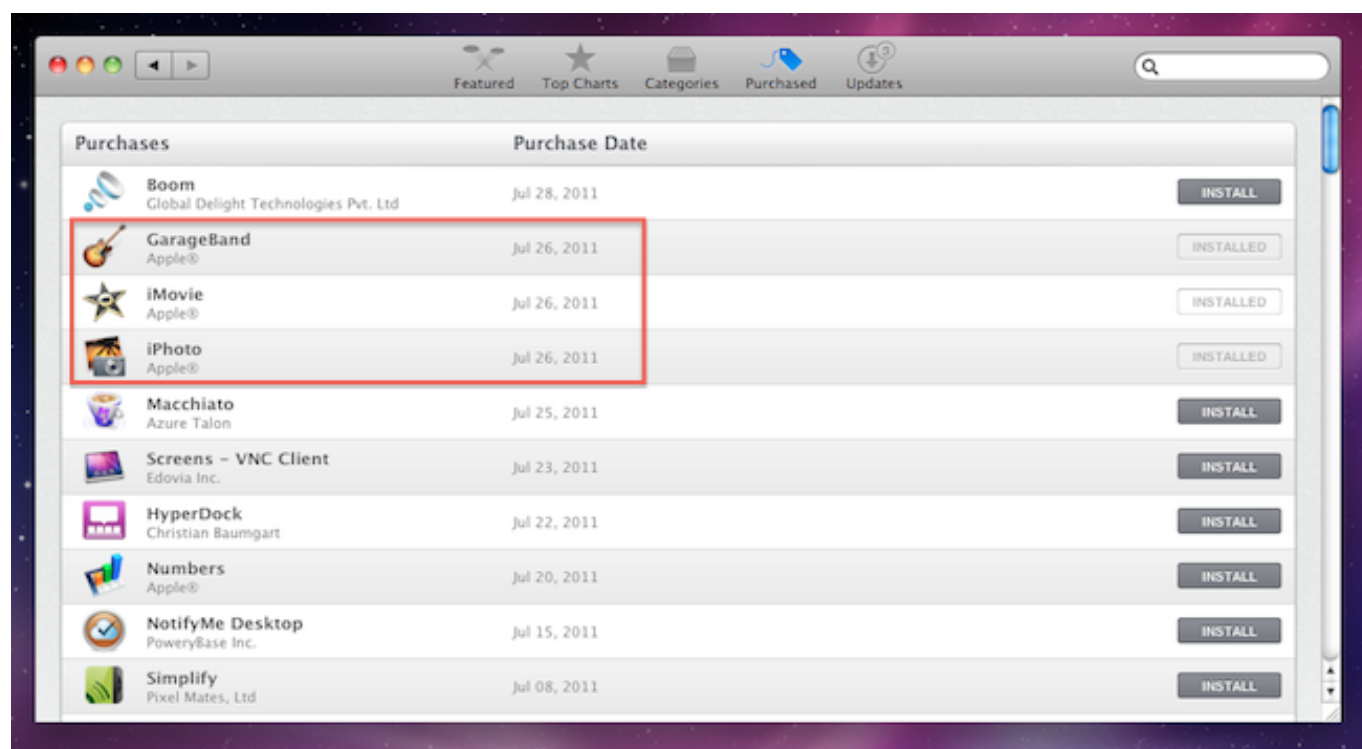 3
Featured Top Charts Categories Purchased Updates
Purchases Purchase Date
Boom
Global Delight Technologies Pvt. Ltd
Jul 28, 2011
INSTALL
GarageBand
Apple®
Jul 26, 2011
INSTALLED
iMovie
Apple®
Jul 26, 2011
INSTALLED
iPhoto
Apple®
Jul 26, 2011
INSTALLED
Macchiato
Azure Talon
Jul 25, 2011
INSTALL
Screens – VNC Client
Edovia Inc.
Jul 23, 2011
INSTALL
HyperDock
Christian Baumgart
Jul 22, 2011
INSTALL
Numbers
Apple®
Jul 20, 2011
INSTALL
NotifyMe Desktop
PoweryBase Inc.
Jul 15, 2011
INSTALL
Simplify
Pixel Mates, Ltd
Jul 08, 2011
INSTALL